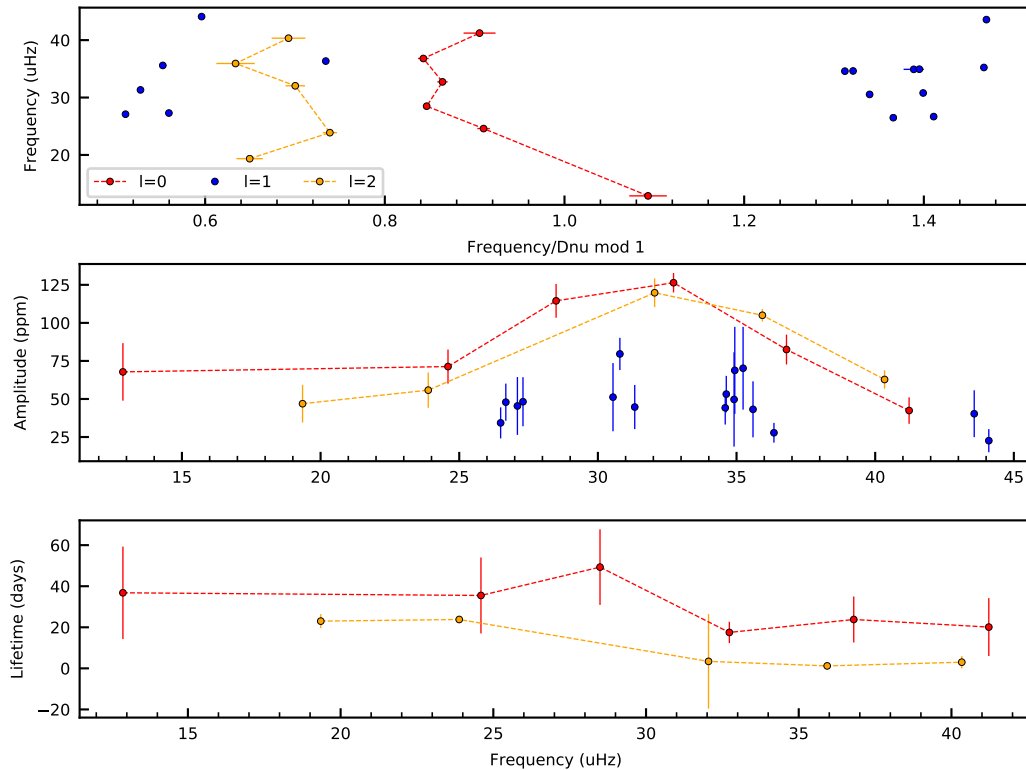 Frequency (uHz)
40
30
20
l=0 l=1 l=2
0.6 0.8 1.0 1.2 1.4
Frequency/Dnu mod 1
Amplitude (ppm)
125
100
75
50
25
15 20 25 30 35 40 45
Lifetime (days)
60
40
20
0
−20
15 20 25 30 35 40
Frequency (uHz)